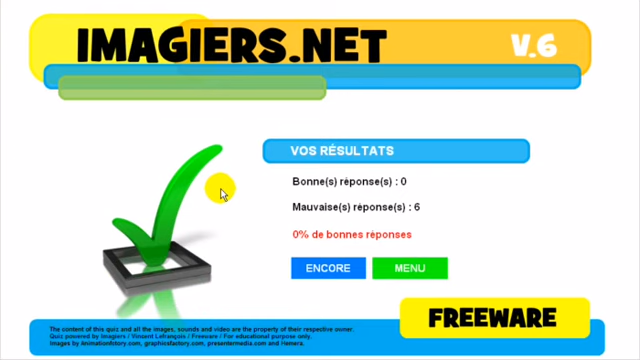 IMAGIERS.NET
V.6
VOS RÉSULTATS
Bonne(s) réponse(s) : 0
Mauvaise(s) réponse(s) : 6
0% de bonnes réponses
ENCORE
MENU
FREEWARE
The content of this quiz and all the images, sounds and video are the property of their respective owner.
Quiz powered by Imagiers / Vincent Lefrançois / Freeware / For educational purpose only.
Images by Animationfctory.com, graphicsfactory.com, presentermedia.com and Hemera.